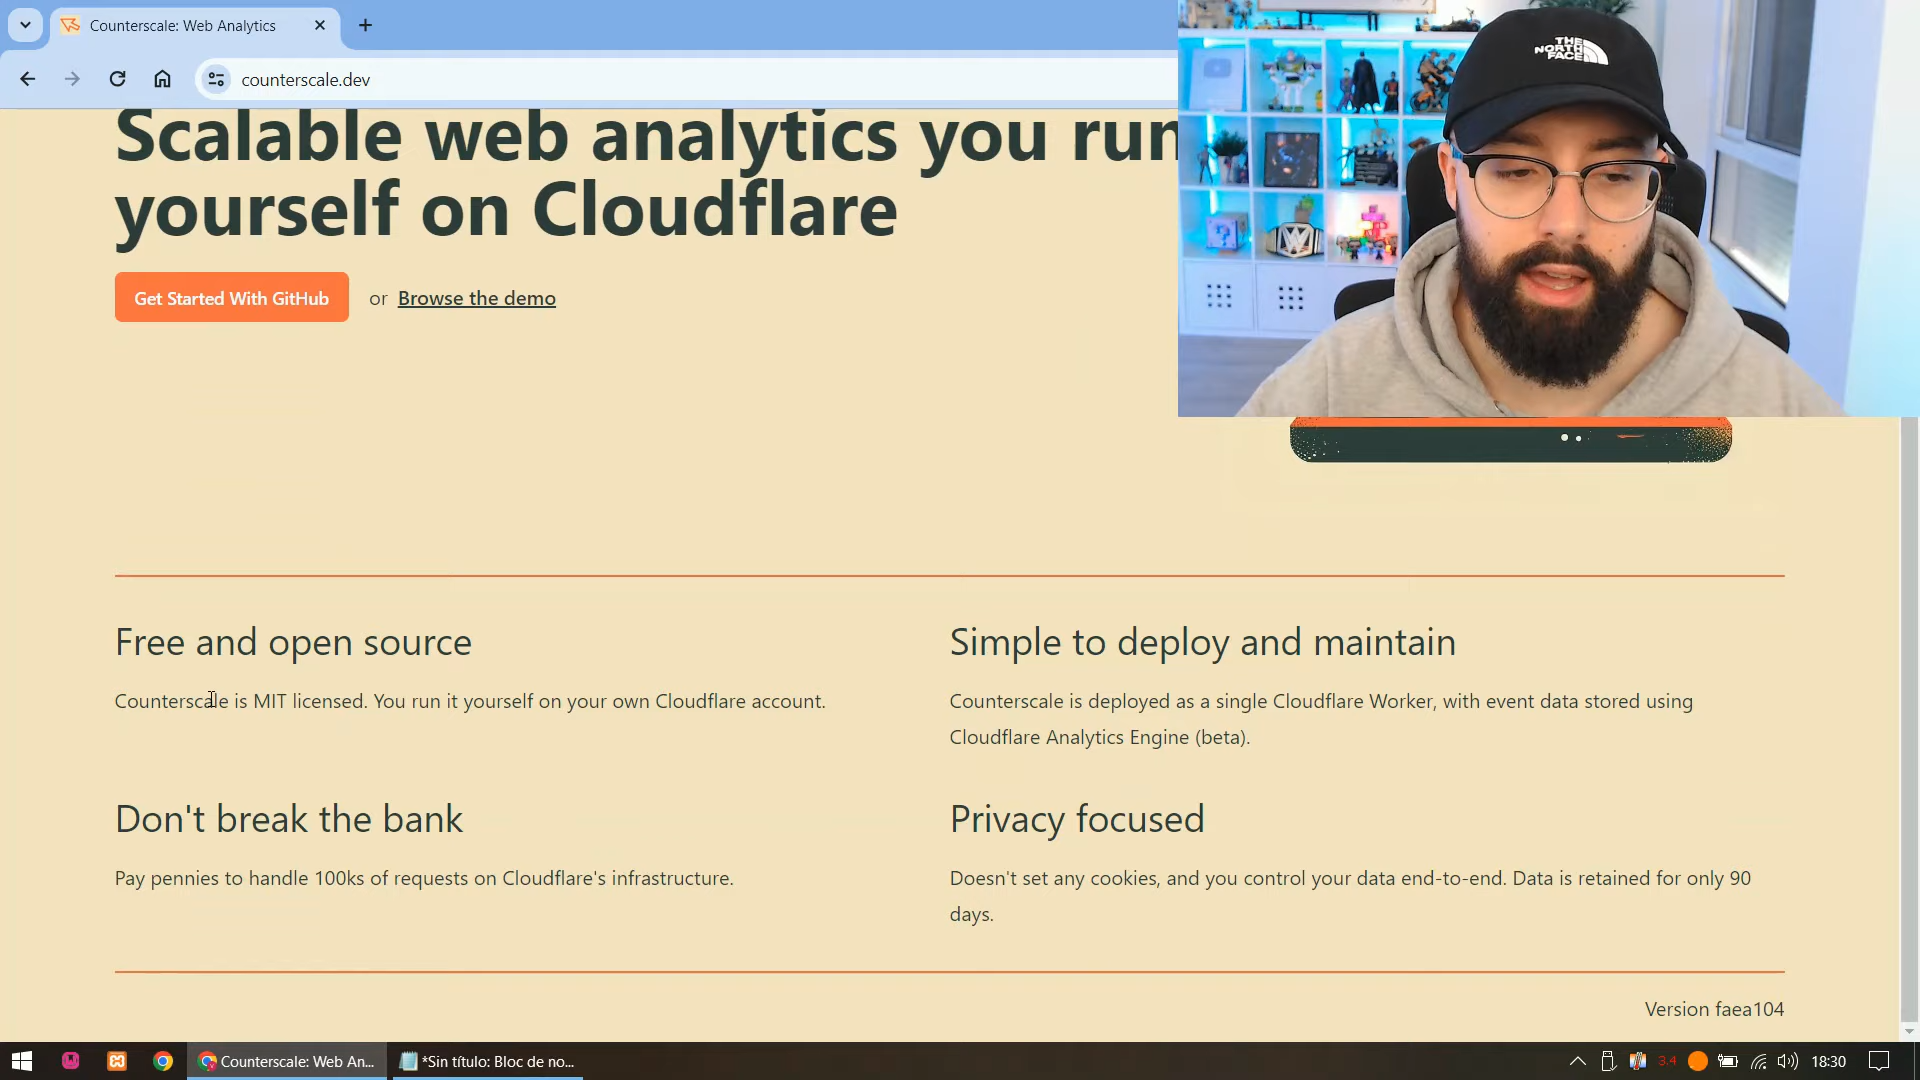 Counterscale: Web Analytics
counterscale.dev
Scalable web analytics you run
yourself on Cloudflare
Get Started With GitHub or Browse the demo
THE
NORTH
FACE
Free and open source
Counterscale is MIT licensed. You run it yourself on your own Cloudflare account.
Simple to deploy and maintain
Counterscale is deployed as a single Cloudflare Worker, with event data stored using
Cloudflare Analytics Engine (beta).
Don't break the bank
Pay pennies to handle 100ks of requests on Cloudflare's infrastructure.
Privacy focused
Doesn't set any cookies, and you control your data end-to-end. Data is retained for only 90
days.
Version faea104
Counterscale: Web An...
*Sin título: Bloc de no...
3.4
18:30